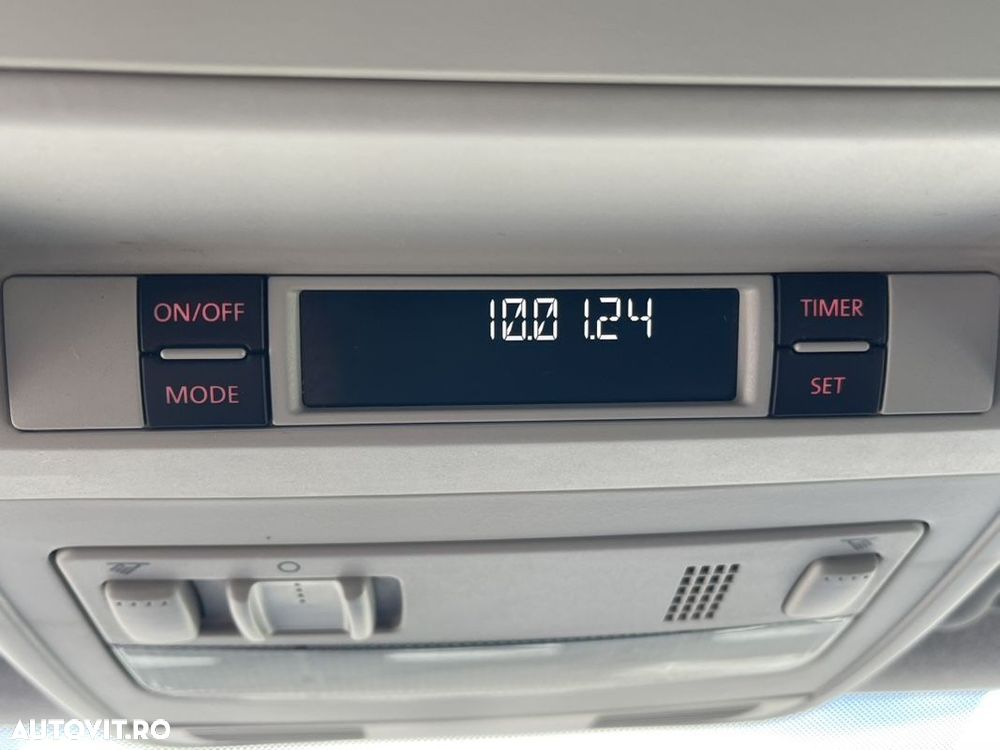 ON/OFF
10.01.24
TIMER
MODE
SET
AUTOVIT.RO